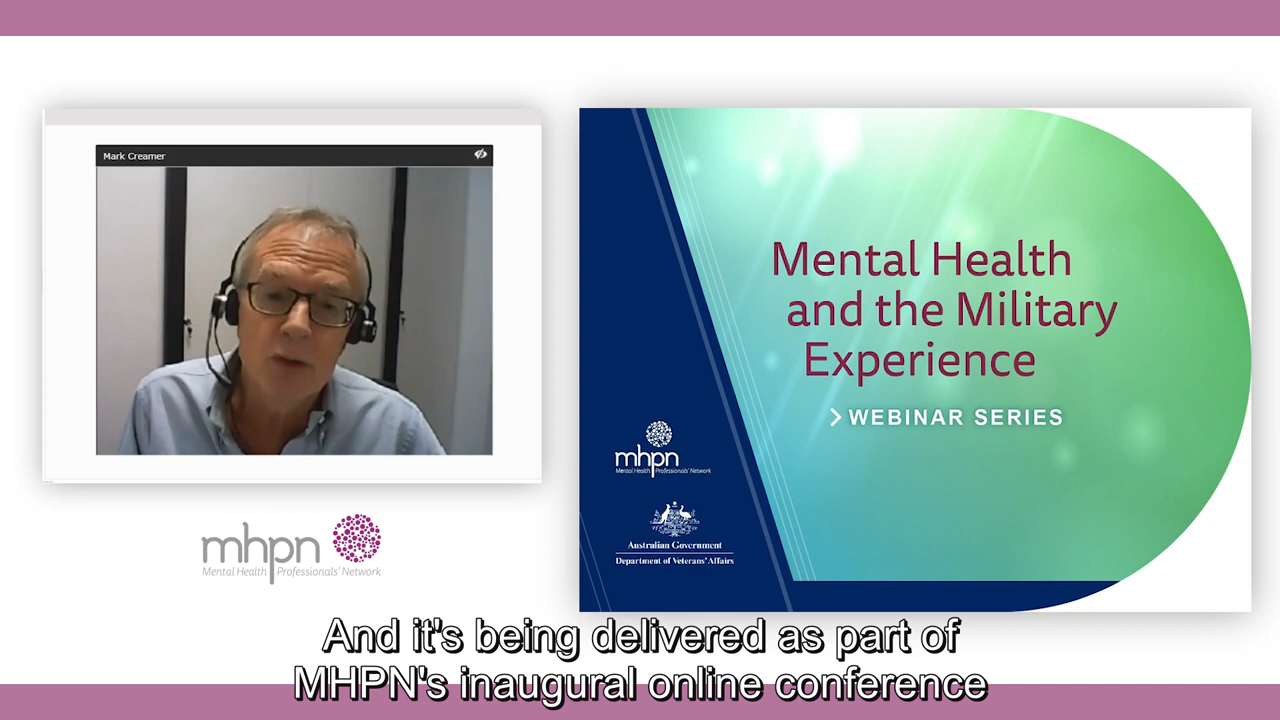 Mark Creamer
Mental Health
and the Military
Experience
WEBINAR SERIES
mhpn
Mental Health Professionals' Network
Australian Government
Department of Veterans' Affairs
mhpn
Mental Health Professionals' Network
And it's being delivered as part of
MHPN's inaugural online conference